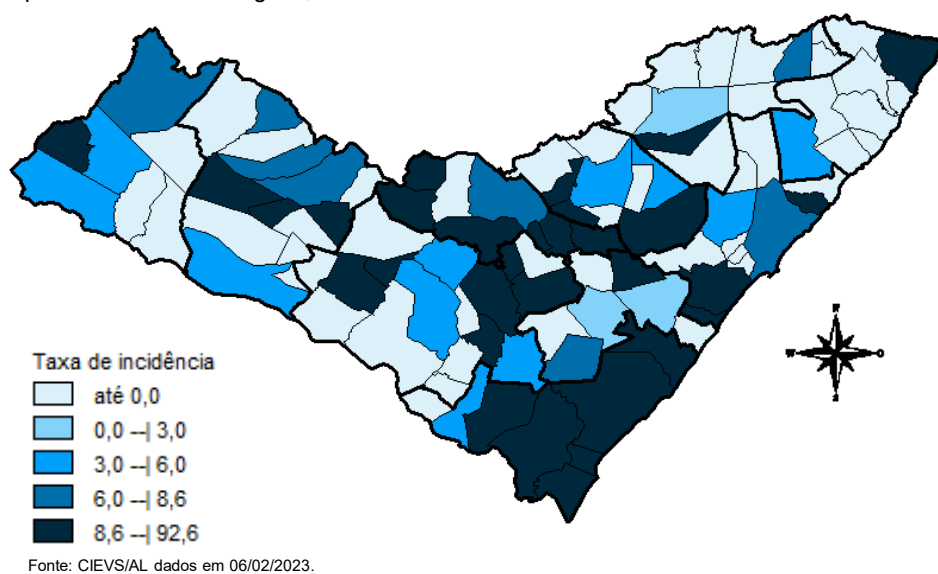 Taxa de incidência
até 0,0
0,0 --| 3,0
3,0 --| 6,0
6,0 --| 8,6
8,6 --| 92,6
Fonte: CIEVS/AL dados em 06/02/2023.